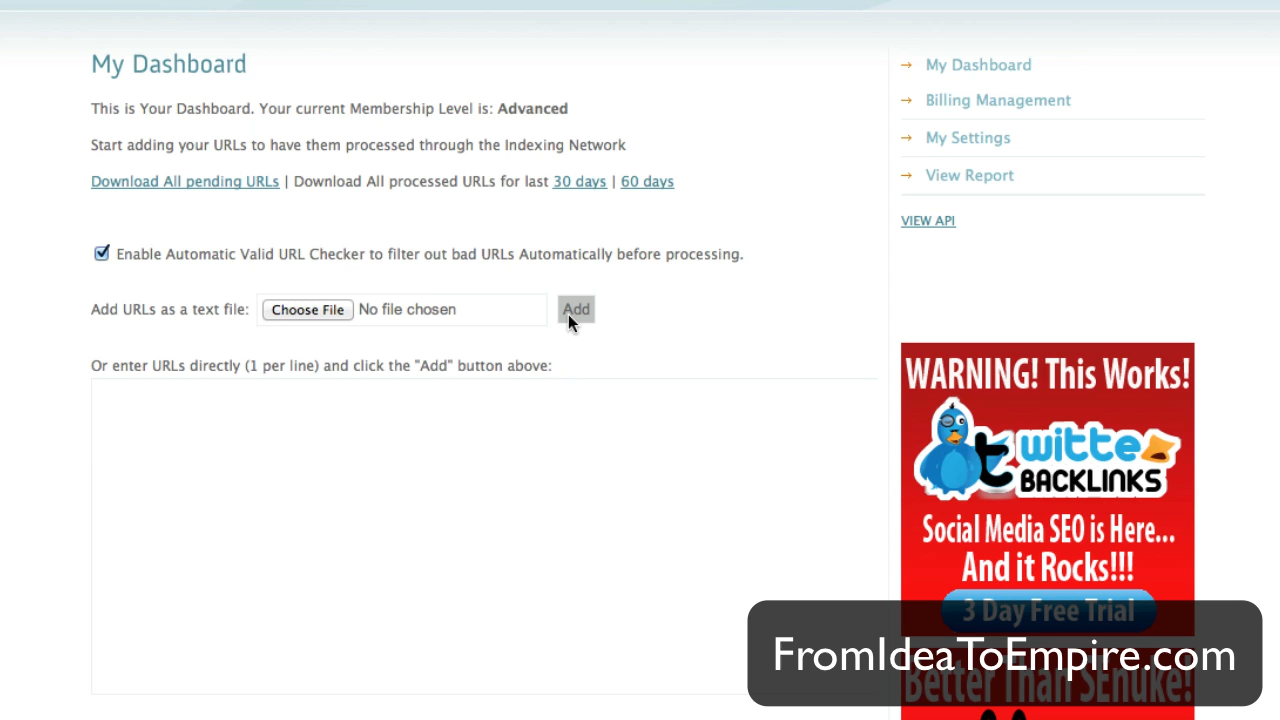 My Dashboard
This is Your Dashboard. Your current Membership Level is: Advanced
Start adding your URLs to have them processed through the Indexing Network
Download All pending URLs | Download All processed URLs for last 30 days | 60 days
Enable Automatic Valid URL Checker to filter out bad URLs Automatically before processing.
Add URLs as a text file: Choose File No file chosen Add
Or enter URLs directly (1 per line) and click the "Add" button above:
My Dashboard
Billing Management
My Settings
View Report
VIEW API
WARNING! This Works!
twitter
BACKLINKS
Social Media SEO is Here...
And it Rocks!!!
3 Day Free Trial
FromIdeaToEmpire.com
Better Than SEnuke!